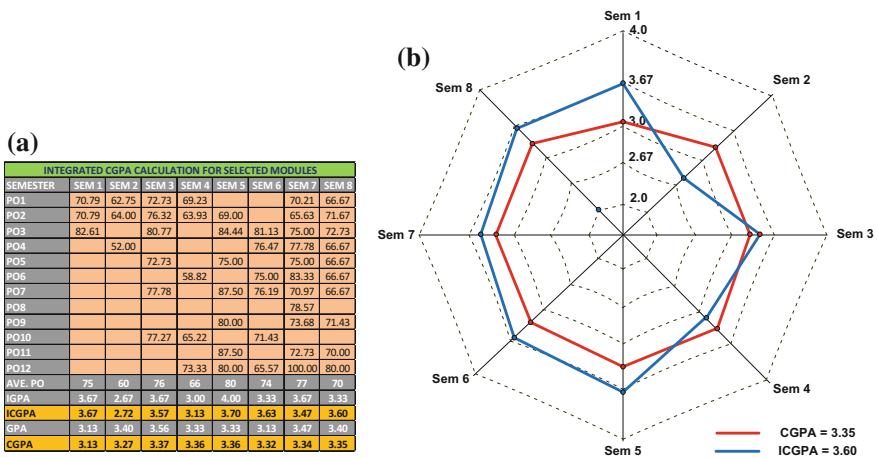 (a)
INTEGRATED CGPA CALCULATION FOR SELECTED MODULES
SEMESTER SEM 1 SEM 2 SEM 3 SEM 4 SEM 5 SEM 6 SEM 7 SEM 8
PO1 70.79 62.75 72.73 69.23 70.21 66.67
PO2 70.79 64.00 76.32 63.93 69.00 65.63 71.67
PO3 82.61 80.77 84.44 81.13 75.00 72.73
PO4 52.00 76.47 77.78 66.67
PO5 72.73 75.00 75.00 66.67
PO6 58.82 75.00 83.33 66.67
PO7 77.78 87.50 76.19 70.97 66.67
PO8 78.57
PO9 80.00 73.68 71.43
PO10 77.27 65.22 71.43
PO11 87.50 72.73 70.00
PO12 73.33 80.00 65.57 100.00 80.00
AVE. PO 75 60 76 66 80 74 77 70
IGPA 3.67 2.67 3.67 3.00 4.00 3.33 3.67 3.33
ICGPA 3.67 2.72 3.57 3.13 3.70 3.63 3.47 3.60
GPA 3.13 3.40 3.56 3.33 3.33 3.13 3.47 3.40
CGPA 3.13 3.27 3.37 3.36 3.36 3.32 3.34 3.35
(b)
Sem 1
4.0
3.67
3.0
2.67
2.0
Sem 2
Sem 3
Sem 4
Sem 5
Sem 6
Sem 7
Sem 8
CGPA = 3.35
ICGPA = 3.60